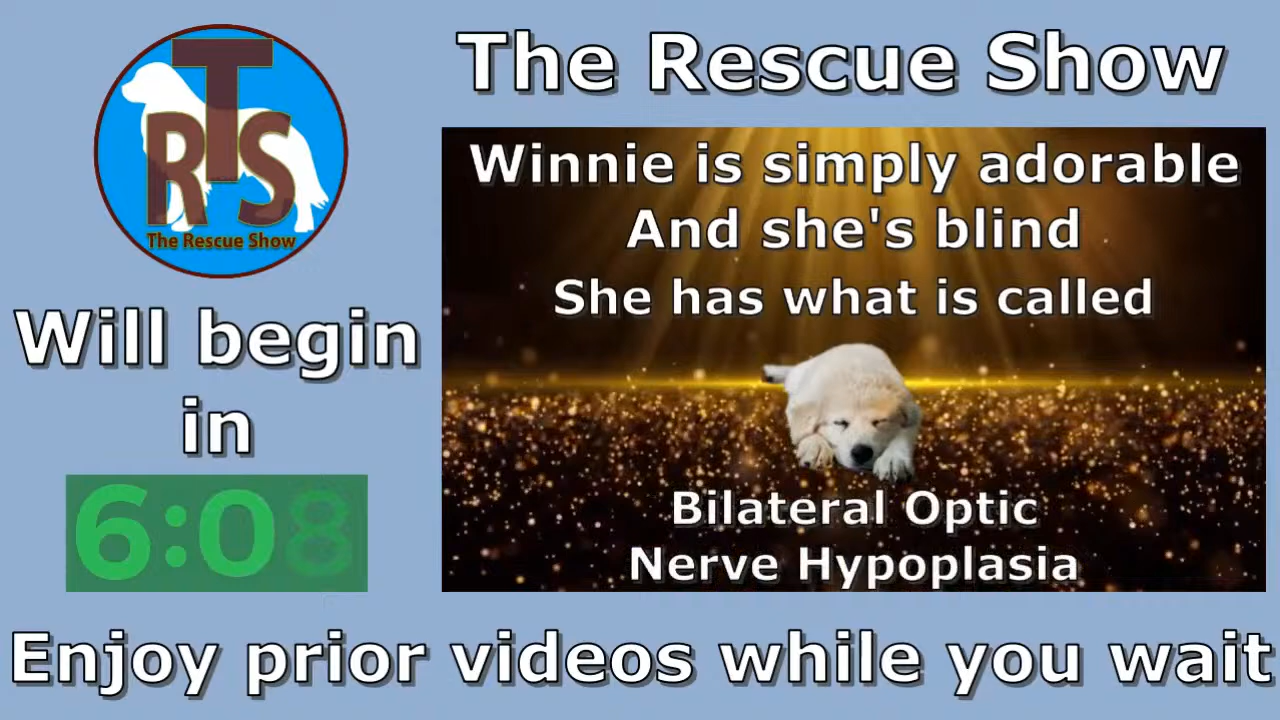 The Rescue Show
RTS
The Rescue Show
Winnie is simply adorable
And she's blind
She has what is called
Bilateral Optic
Nerve Hypoplasia
Will begin
in
6:08
Enjoy prior videos while you wait